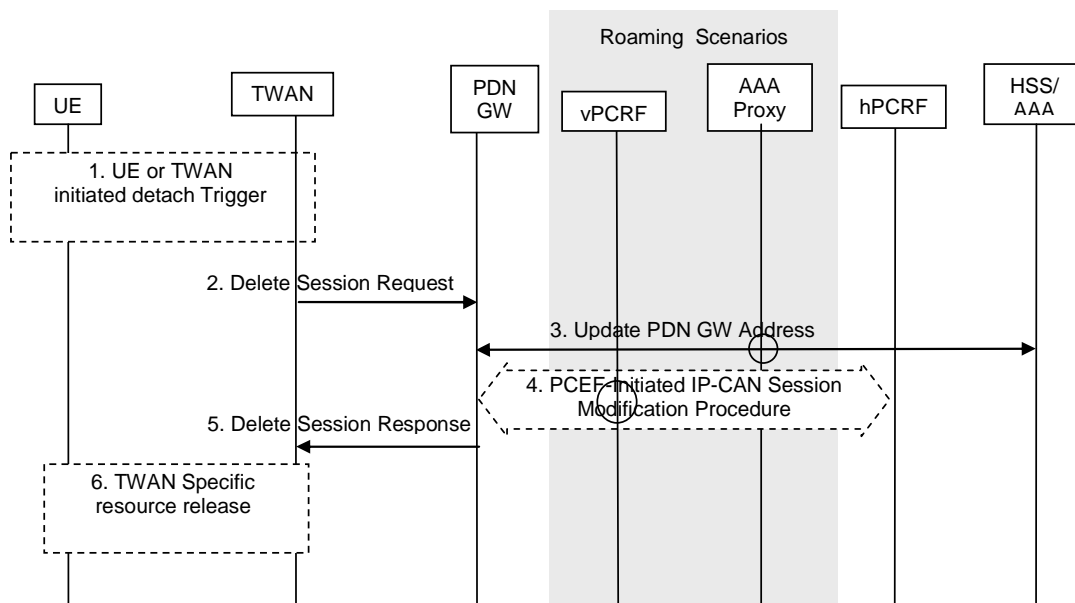 Roaming Scenarios
UE
TWAN
PDN
GW
vPCRF
AAA
Proxy
hPCRF
HSS/
AAA
1. UE or TWAN
initiated detach Trigger
2. Delete Session Request
3. Update PDN GW Address
4. PCEF-Initiated IP-CAN Session
Modification Procedure
5. Delete Session Response
6. TWAN Specific
resource release